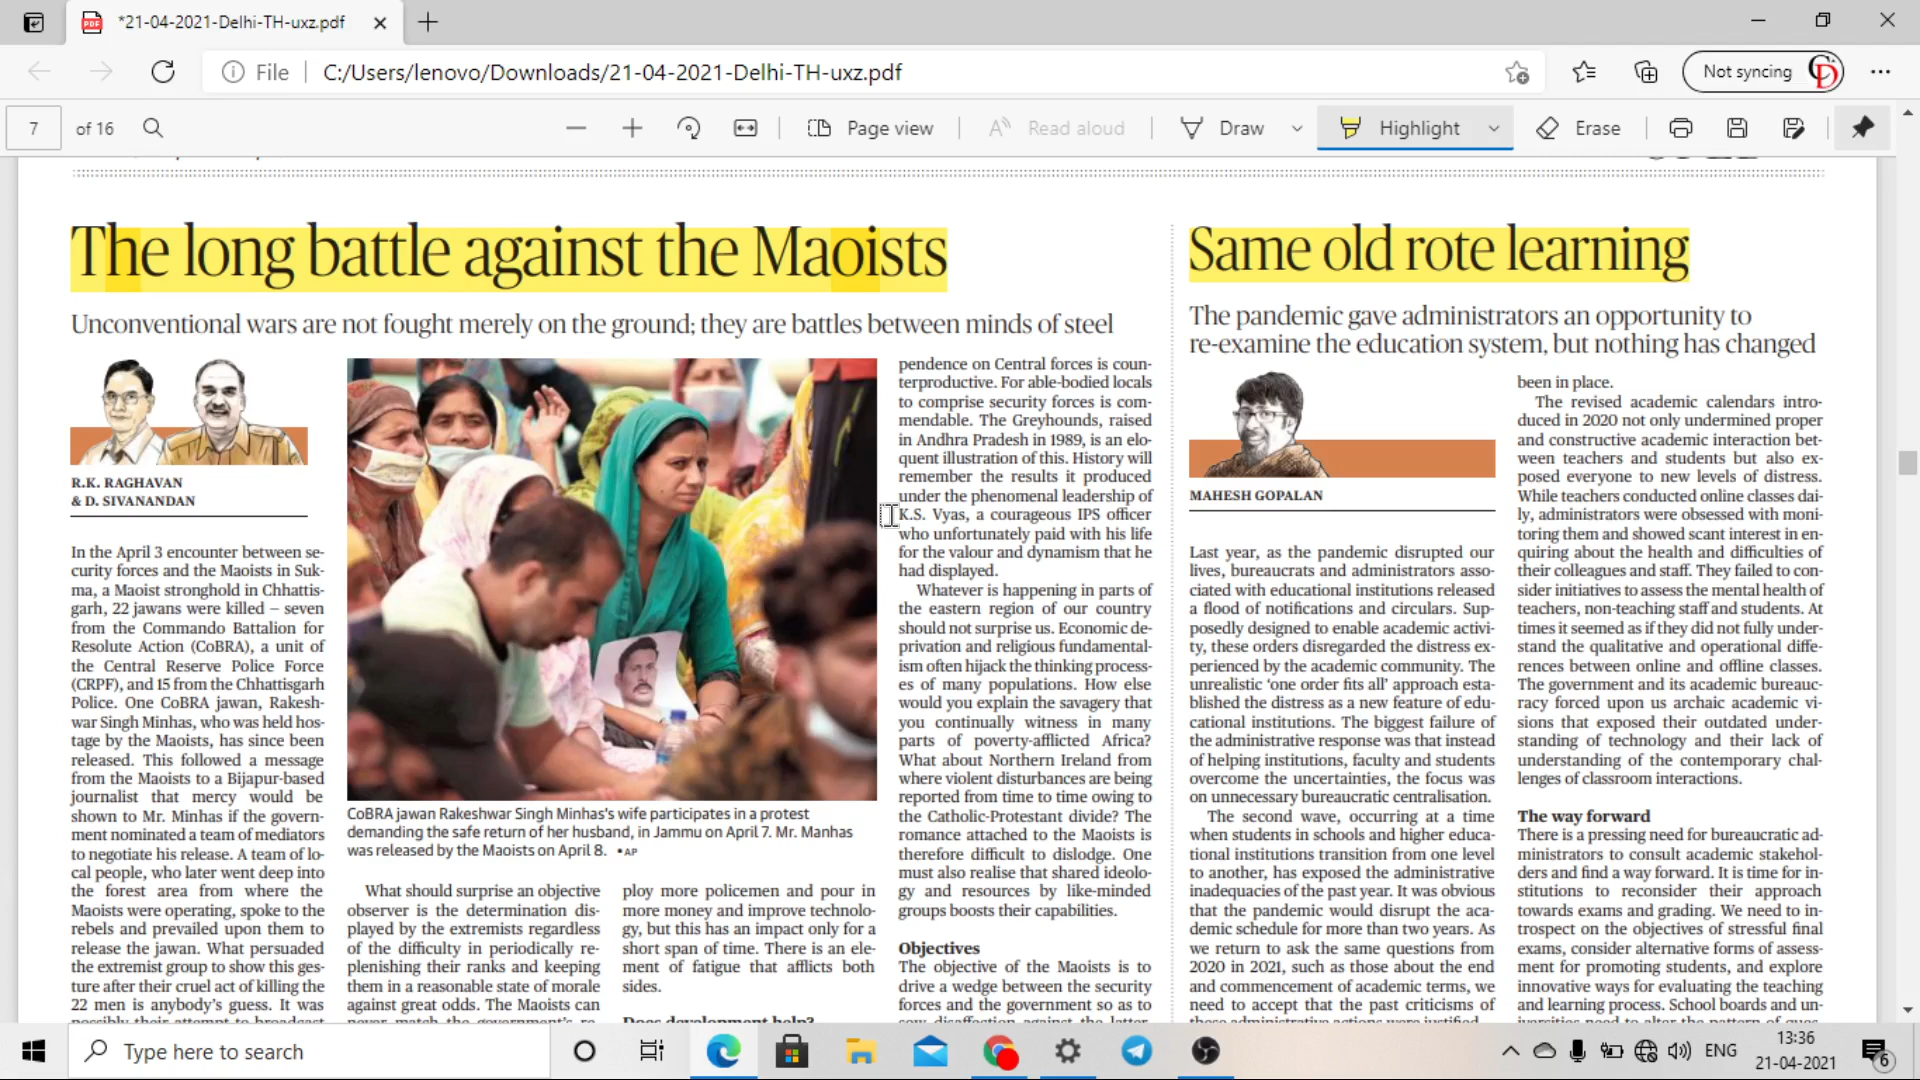 *21-04-2021-Delhi-TH-uxz.pdf
File
C:/Users/lenovo/Downloads/21-04-2021-Delhi-TH-uxz.pdf
Not syncing
7 of 16
Page view
Read aloud
Draw
Highlight
Erase
The long battle against the Maoists
Unconventional wars are not fought merely on the ground; they are battles between minds of steel
R.K. RAGHAVAN
& D. SIVANANDAN
In the April 3 encounter between se-
curity forces and the Maoists in Suk-
ma, a Maoist stronghold in Chhattis-
garh, 22 jawans were killed – seven
from the Commando Battalion for
Resolute Action (CoBRA), a unit of
the Central Reserve Police Force
(CRPF), and 15 from the Chhattisgarh
Police. One CoBRA jawan, Rakesh-
war Singh Minhas, who was held hos-
tage by the Maoists, has since been
released. This followed a message
from the Maoists to a Bijapur-based
journalist that mercy would be
shown to Mr. Minhas if the govern-
ment nominated a team of mediators
to negotiate his release. A team of lo-
cal people, who later went deep into
the forest area from where the
Maoists were operating, spoke to the
rebels and prevailed upon them to
release the jawan. What persuaded
the extremist group to show this ges-
ture after their cruel act of killing the
22 men is anybody's guess. It was
possibly their attempt to broadcast
CoBRA jawan Rakeshwar Singh Minhas's wife participates in a protest
demanding the safe return of her husband, in Jammu on April 7. Mr. Manhas
was released by the Maoists on April 8. •AP
What should surprise an objective
observer is the determination dis-
played by the extremists regardless
of the difficulty in periodically re-
plenishing their ranks and keeping
them in a reasonable state of morale
against great odds. The Maoists can
never match the government's re-
ploy more policemen and pour in
more money and improve technolo-
gy, but this has an impact only for a
short span of time. There is an ele-
ment of fatigue that afflicts both
sides.
Does development help?
pendence on Central forces is coun-
terproductive. For able-bodied locals
to comprise security forces is com-
mendable. The Greyhounds, raised
in Andhra Pradesh in 1989, is an elo-
quent illustration of this. History will
remember the results it produced
under the phenomenal leadership of
K.S. Vyas, a courageous IPS officer
who unfortunately paid with his life
for the valour and dynamism that he
had displayed.
Whatever is happening in parts of
the eastern region of our country
should not surprise us. Economic de-
privation and religious fundamental-
ism often hijack the thinking process-
es of many populations. How else
would you explain the savagery that
you continually witness in many
parts of poverty-afflicted Africa?
What about Northern Ireland from
where violent disturbances are being
reported from time to time owing to
the Catholic-Protestant divide? The
romance attached to the Maoists is
therefore difficult to dislodge. One
must also realise that shared ideolo-
gy and resources by like-minded
groups boosts their capabilities.
Objectives
The objective of the Maoists is to
drive a wedge between the security
forces and the government so as to
sow disaffection against the latter.
Same old rote learning
The pandemic gave administrators an opportunity to
re-examine the education system, but nothing has changed
MAHESH GOPALAN
Last year, as the pandemic disrupted our
lives, bureaucrats and administrators asso-
ciated with educational institutions released
a flood of notifications and circulars. Sup-
posedly designed to enable academic activi-
ty, these orders disregarded the distress ex-
perienced by the academic community. The
unrealistic 'one order fits all' approach esta-
blished the distress as a new feature of edu-
cational institutions. The biggest failure of
the administrative response was that instead
of helping institutions, faculty and students
overcome the uncertainties, the focus was
on unnecessary bureaucratic centralisation.
The second wave, occurring at a time
when students in schools and higher educa-
tional institutions transition from one level
to another, has exposed the administrative
inadequacies of the past year. It was obvious
that the pandemic would disrupt the aca-
demic schedule for more than two years. As
we return to ask the same questions from
2020 in 2021, such as those about the end
and commencement of academic terms, we
need to accept that the past criticisms of
these administrative actions were justified.
been in place.
The revised academic calendars intro-
duced in 2020 not only undermined proper
and constructive academic interaction bet-
ween teachers and students but also ex-
posed everyone to new levels of distress.
While teachers conducted online classes dai-
ly, administrators were obsessed with moni-
toring them and showed scant interest in en-
quiring about the health and difficulties of
their colleagues and staff. They failed to con-
sider initiatives to assess the mental health of
teachers, non-teaching staff and students. At
times it seemed as if they did not fully under-
stand the qualitative and operational diffe-
rences between online and offline classes.
The government and its academic bureauc-
racy forced upon us archaic academic vi-
sions that exposed their outdated under-
standing of technology and their lack of
understanding of the contemporary chal-
lenges of classroom interactions.
The way forward
There is a pressing need for bureaucratic ad-
ministrators to consult academic stakehol-
ders and find a way forward. It is time for in-
stitutions to reconsider their approach
towards exams and grading. We need to in-
trospect on the objectives of stressful final
exams, consider alternative forms of assess-
ment for promoting students, and explore
innovative ways for evaluating the teaching
and learning process. School boards and un-
iversities need to alter the pattern of ques-
Type here to search
ENG
13:36
21-04-2021
6